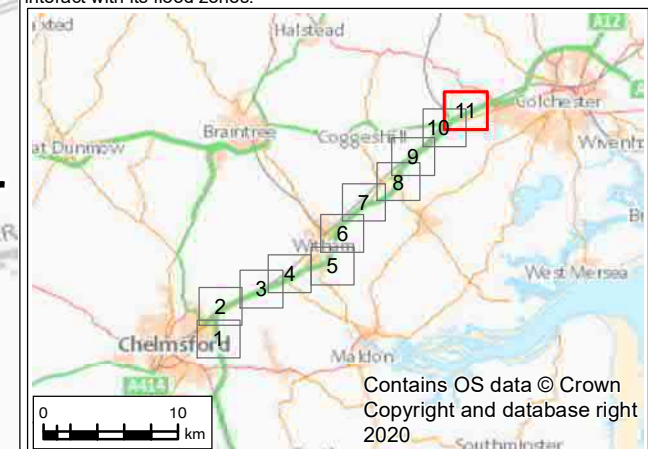 interact with its flood zones.
Halstead
A12
Colchester
11
10
Braintree
Coggeshall
at Dunmow
9
8
7
6
Witham
5
4
3
2
1
West Mersea
Chelmsford
Maldon
A414
Contains OS data © Crown
Copyright and database right
2020
0 10
km
Southminster